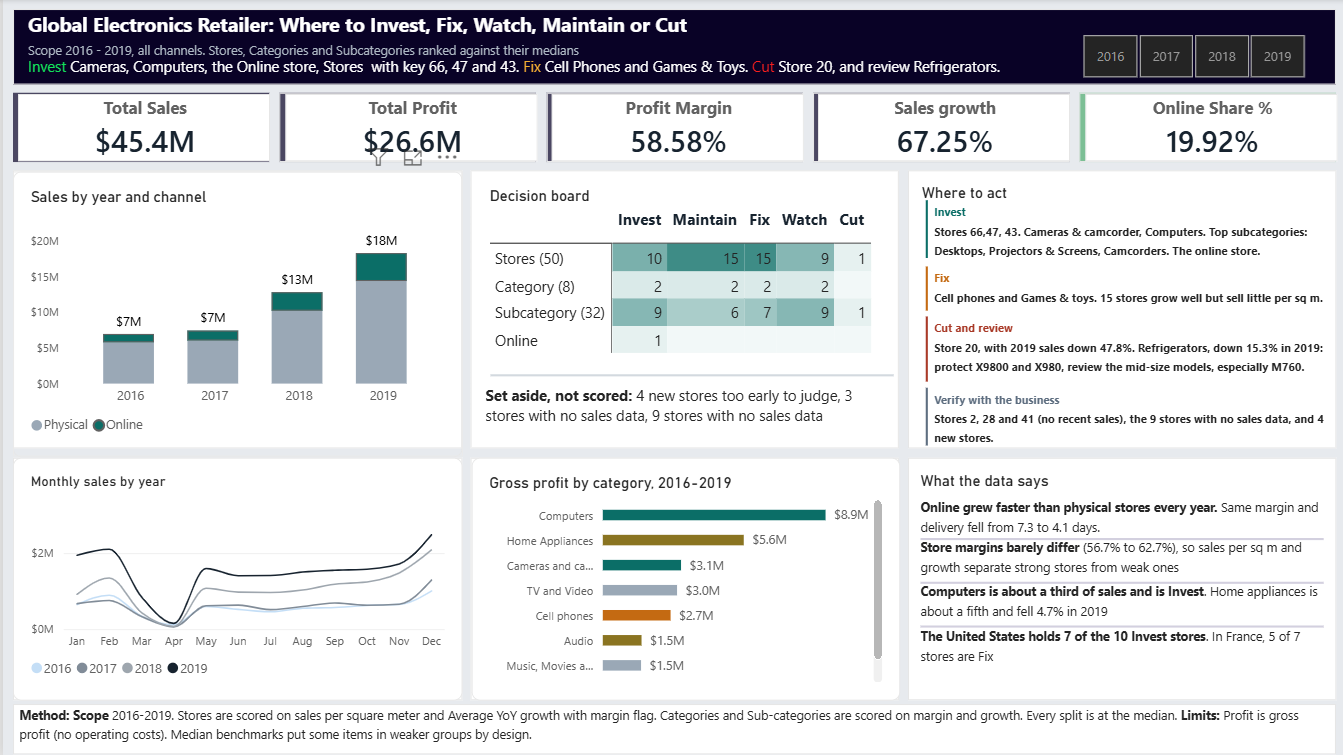 Global Electronics Retailer: Where to Invest, Fix, Watch, Maintain or Cut
Scope 2016 - 2019, all channels. Stores, Categories and Subcategories ranked against their medians
Invest Cameras, Computers, the Online store, Stores with key 66, 47 and 43. Fix Cell Phones and Games & Toys. Cut Store 20, and review Refrigerators.
2016 2017 2018 2019
Total Sales
$45.4M
Total Profit
$26.6M
Profit Margin
58.58%
Sales growth
67.25%
Online Share %
19.92%
Sales by year and channel
$20M
$15M
$10M
$5M
$0M
$7M
$7M
$13M
$18M
2016 2017 2018 2019
Physical Online
Decision board
Invest Maintain Fix Watch Cut
Stores (50) 10 15 15 9 1
Category (8) 2 2 2 2
Subcategory (32) 9 6 7 9 1
Online 1
Set aside, not scored: 4 new stores too early to judge, 3
stores with no sales data, 9 stores with no sales data
Where to act
Invest
Stores 66,47, 43. Cameras & camcorder, Computers. Top subcategories:
Desktops, Projectors & Screens, Camcorders. The online store.
Fix
Cell phones and Games & toys. 15 stores grow well but sell little per sq m.
Cut and review
Store 20, with 2019 sales down 47.8%. Refrigerators, down 15.3% in 2019:
protect X9800 and X980, review the mid-size models, especially M760.
Verify with the business
Stores 2, 28 and 41 (no recent sales), the 9 stores with no sales data, and 4
new stores.
Monthly sales by year
$2M
$0M
Jan Feb Mar Apr May Jun Jul Aug Sep Oct Nov Dec
2016 2017 2018 2019
Gross profit by category, 2016-2019
Computers $8.9M
Home Appliances $5.6M
Cameras and ca... $3.1M
TV and Video $3.0M
Cell phones $2.7M
Audio $1.5M
Music, Movies a... $1.5M
What the data says
Online grew faster than physical stores every year. Same margin and
delivery fell from 7.3 to 4.1 days.
Store margins barely differ (56.7% to 62.7%), so sales per sq m and
growth separate strong stores from weak ones
Computers is about a third of sales and is Invest. Home appliances is
about a fifth and fell 4.7% in 2019
The United States holds 7 of the 10 Invest stores. In France, 5 of 7
stores are Fix
Method: Scope 2016-2019. Stores are scored on sales per square meter and Average YoY growth with margin flag. Categories and Sub-categories are scored on margin and growth. Every split is at the median. Limits: Profit is gross
profit (no operating costs). Median benchmarks put some items in weaker groups by design.